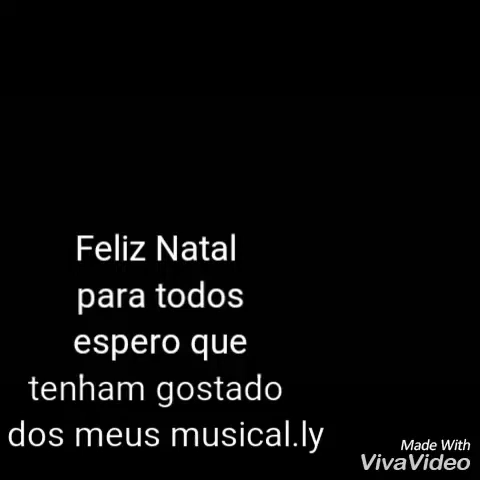 Feliz Natal
para todos
espero que
tenham gostado
dos meus musical.ly
Made With
VivaVideo